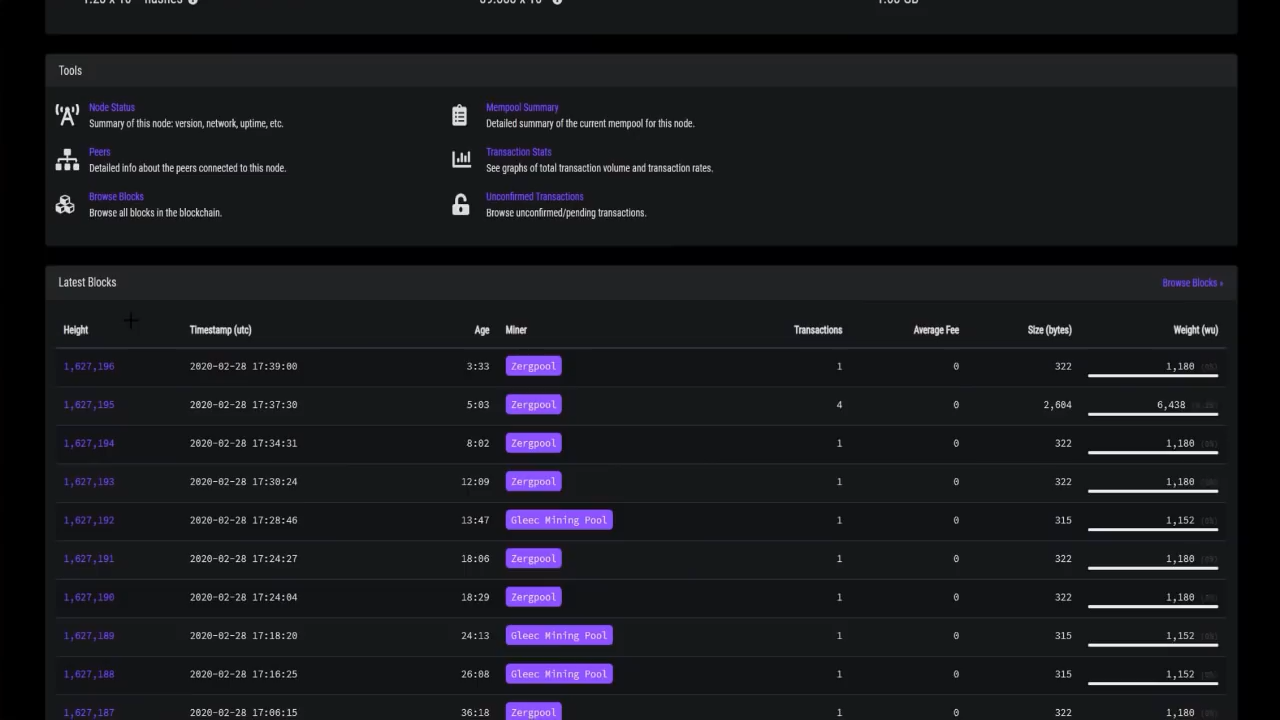 Tools
Node Status
Summary of this node: version, network, uptime, etc.
Mempool Summary
Detailed summary of the current mempool for this node.
Peers
Detailed info about the peers connected to this node.
Transaction Stats
See graphs of total transaction volume and transaction rates.
Browse Blocks
Browse all blocks in the blockchain.
Unconfirmed Transactions
Browse unconfirmed/pending transactions.
Latest Blocks Browse Blocks »
Height Timestamp (utc) Age Miner Transactions Average Fee Size (bytes) Weight (wu)
1,627,196 2020-02-28 17:39:00 3:33 Zergpool 1 0 322 1,180
1,627,195 2020-02-28 17:37:30 5:03 Zergpool 4 0 2,604 6,438
1,627,194 2020-02-28 17:34:31 8:02 Zergpool 1 0 322 1,180
1,627,193 2020-02-28 17:30:24 12:09 Zergpool 1 0 322 1,180
1,627,192 2020-02-28 17:28:46 13:47 Gleec Mining Pool 1 0 315 1,152
1,627,191 2020-02-28 17:24:27 18:06 Zergpool 1 0 322 1,180
1,627,190 2020-02-28 17:24:04 18:29 Zergpool 1 0 322 1,180
1,627,189 2020-02-28 17:18:20 24:13 Gleec Mining Pool 1 0 315 1,152
1,627,188 2020-02-28 17:16:25 26:08 Gleec Mining Pool 1 0 315 1,152
1,627,187 2020-02-28 17:06:15 36:18 Zergpool 1 0 322 1,180